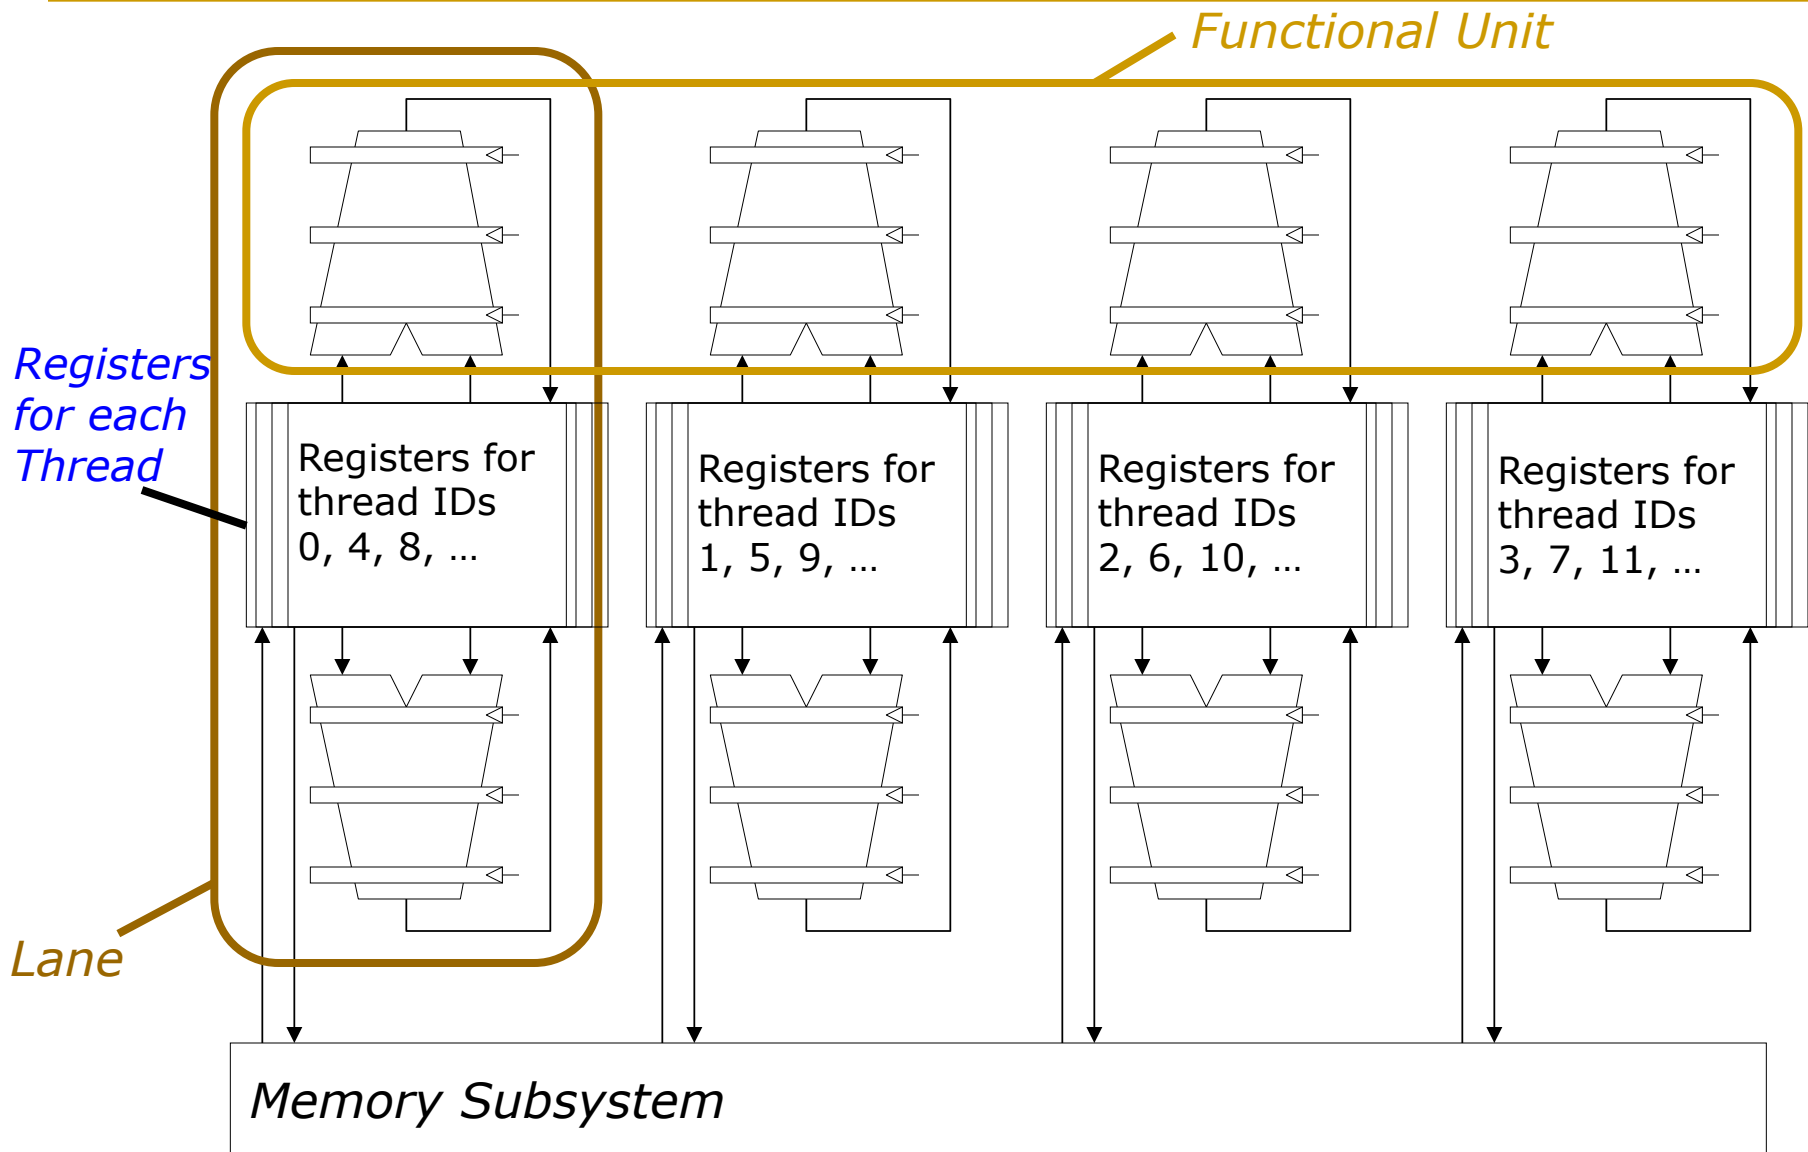 Functional Unit
Registers
for each
Thread
Registers for
thread IDs
0, 4, 8, ...
Registers for
thread IDs
1, 5, 9, ...
Registers for
thread IDs
2, 6, 10, ...
Registers for
thread IDs
3, 7, 11, ...
Lane
Memory Subsystem